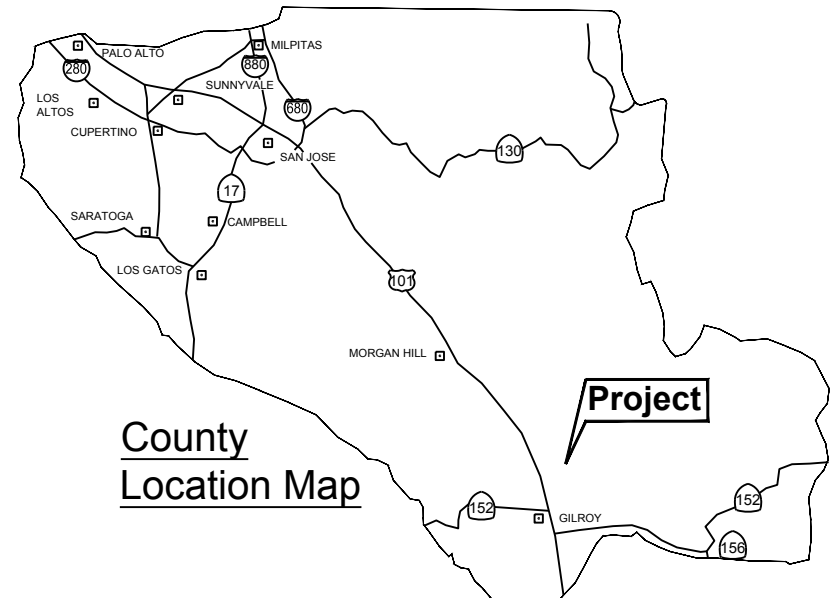 PALO ALTO
MILPITAS
280
880
SUNNYVALE
LOS
ALTOS
680
CUPERTINO
SAN JOSE
130
17
SARATOGA
CAMPBELL
LOS GATOS
101
MORGAN HILL
Project
County
Location Map
152
GILROY
152
156